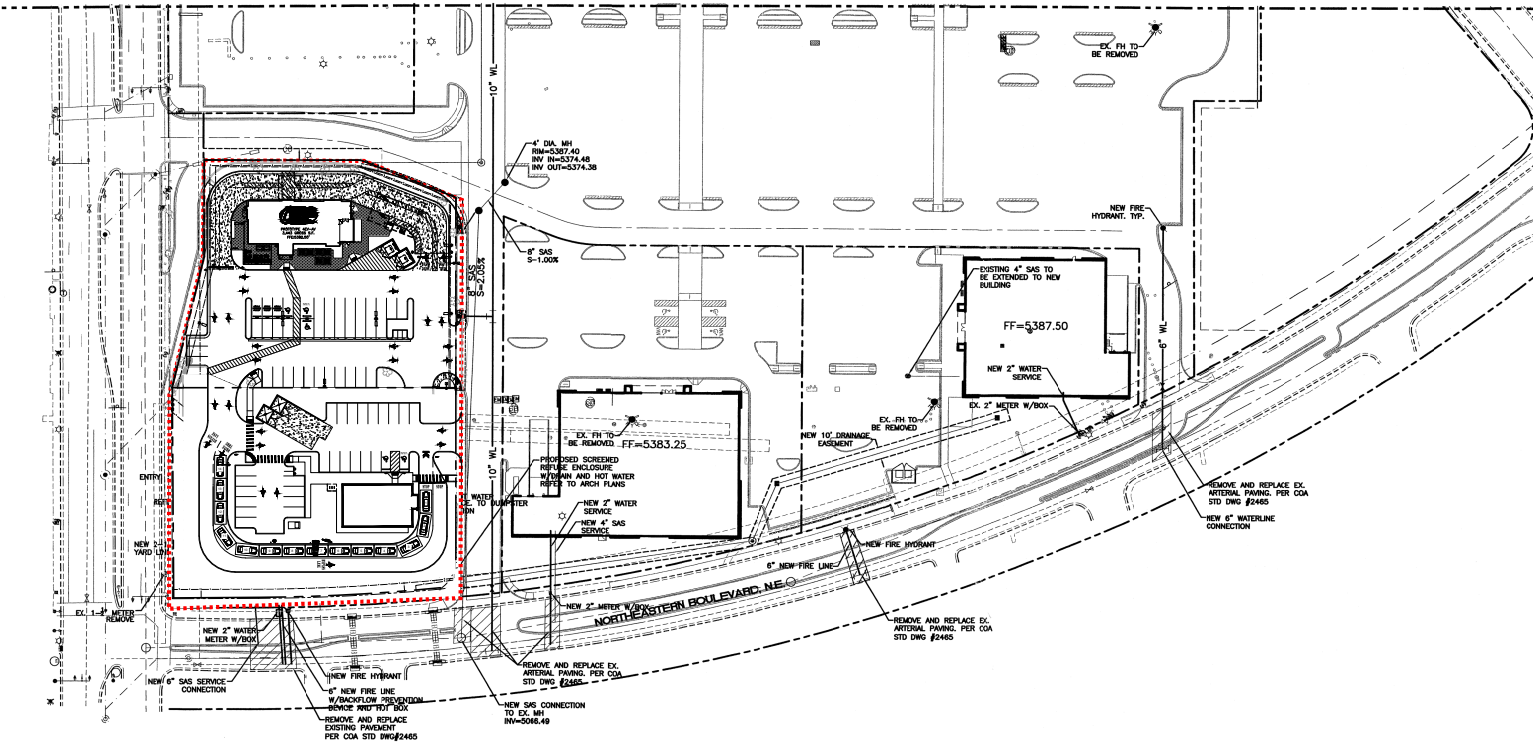 EX. FH TO
BE REMOVED
10" WL
4' DIA. MH
RIM=5387.40
INV IN=5374.48
INV OUT=5374.38
NEW FIRE
HYDRANT. TYP.
8" SAS
S-1.00%
8" SAS
S=2.05%
EXISTING 4" SAS TO
BE EXTENDED TO NEW
BUILDING
FF=5387.50
6" WL
NEW 2" WATER
SERVICE
EX. 2" METER W/BOX
EX. FH TO
BE REMOVED
EX. FH TO
BE REMOVED
FF=5383.25
NEW 10' DRAINAGE
EASEMENT
10" WL
PROPOSED SCREENED
REFUSE ENCLOSURE
W/DRAIN AND HOT WATER
REFER TO ARCH PLANS
ENTRY
WATER
TO DUMPSTER
NEW 2" WATER
SERVICE
NEW 4" SAS
SERVICE
REMOVE AND REPLACE EX.
ARTERIAL PAVING. PER COA
STD DWG #2465
NEW 6" WATERLINE
CONNECTION
NEW 2-
YARD
NEW FIRE HYDRANT
6" NEW FIRE LINE
METER
REMOVE
NEW 2" METER W/BOX
NORTHEASTERN BOULEVARD, N.E.
NEW 2" WATER
METER W/BOX
REMOVE AND REPLACE EX.
ARTERIAL PAVING. PER COA
STD DWG #2465
NEW 6" SAS SERVICE
CONNECTION
NEW FIRE HYDRANT
6" NEW FIRE LINE
W/BACKFLOW PREVENTION
DEVICE AND HOT BOX
REMOVE AND REPLACE EX.
ARTERIAL PAVING. PER COA
STD DWG #2465
NEW SAS CONNECTION
TO EX. MH
INV=5066.49
REMOVE AND REPLACE
EXISTING PAVEMENT
PER COA STD DWG#2465